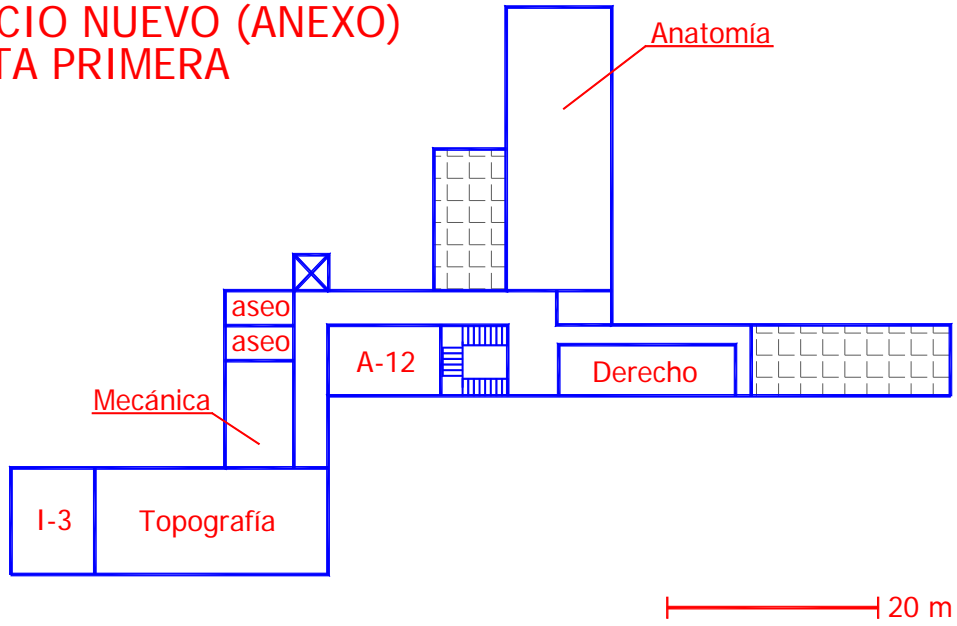 CIO NUEVO (ANEXO)
TA PRIMERA
Anatomía
aseo
aseo
A-12
Derecho
Mecánica
I-3
Topografía
20 m